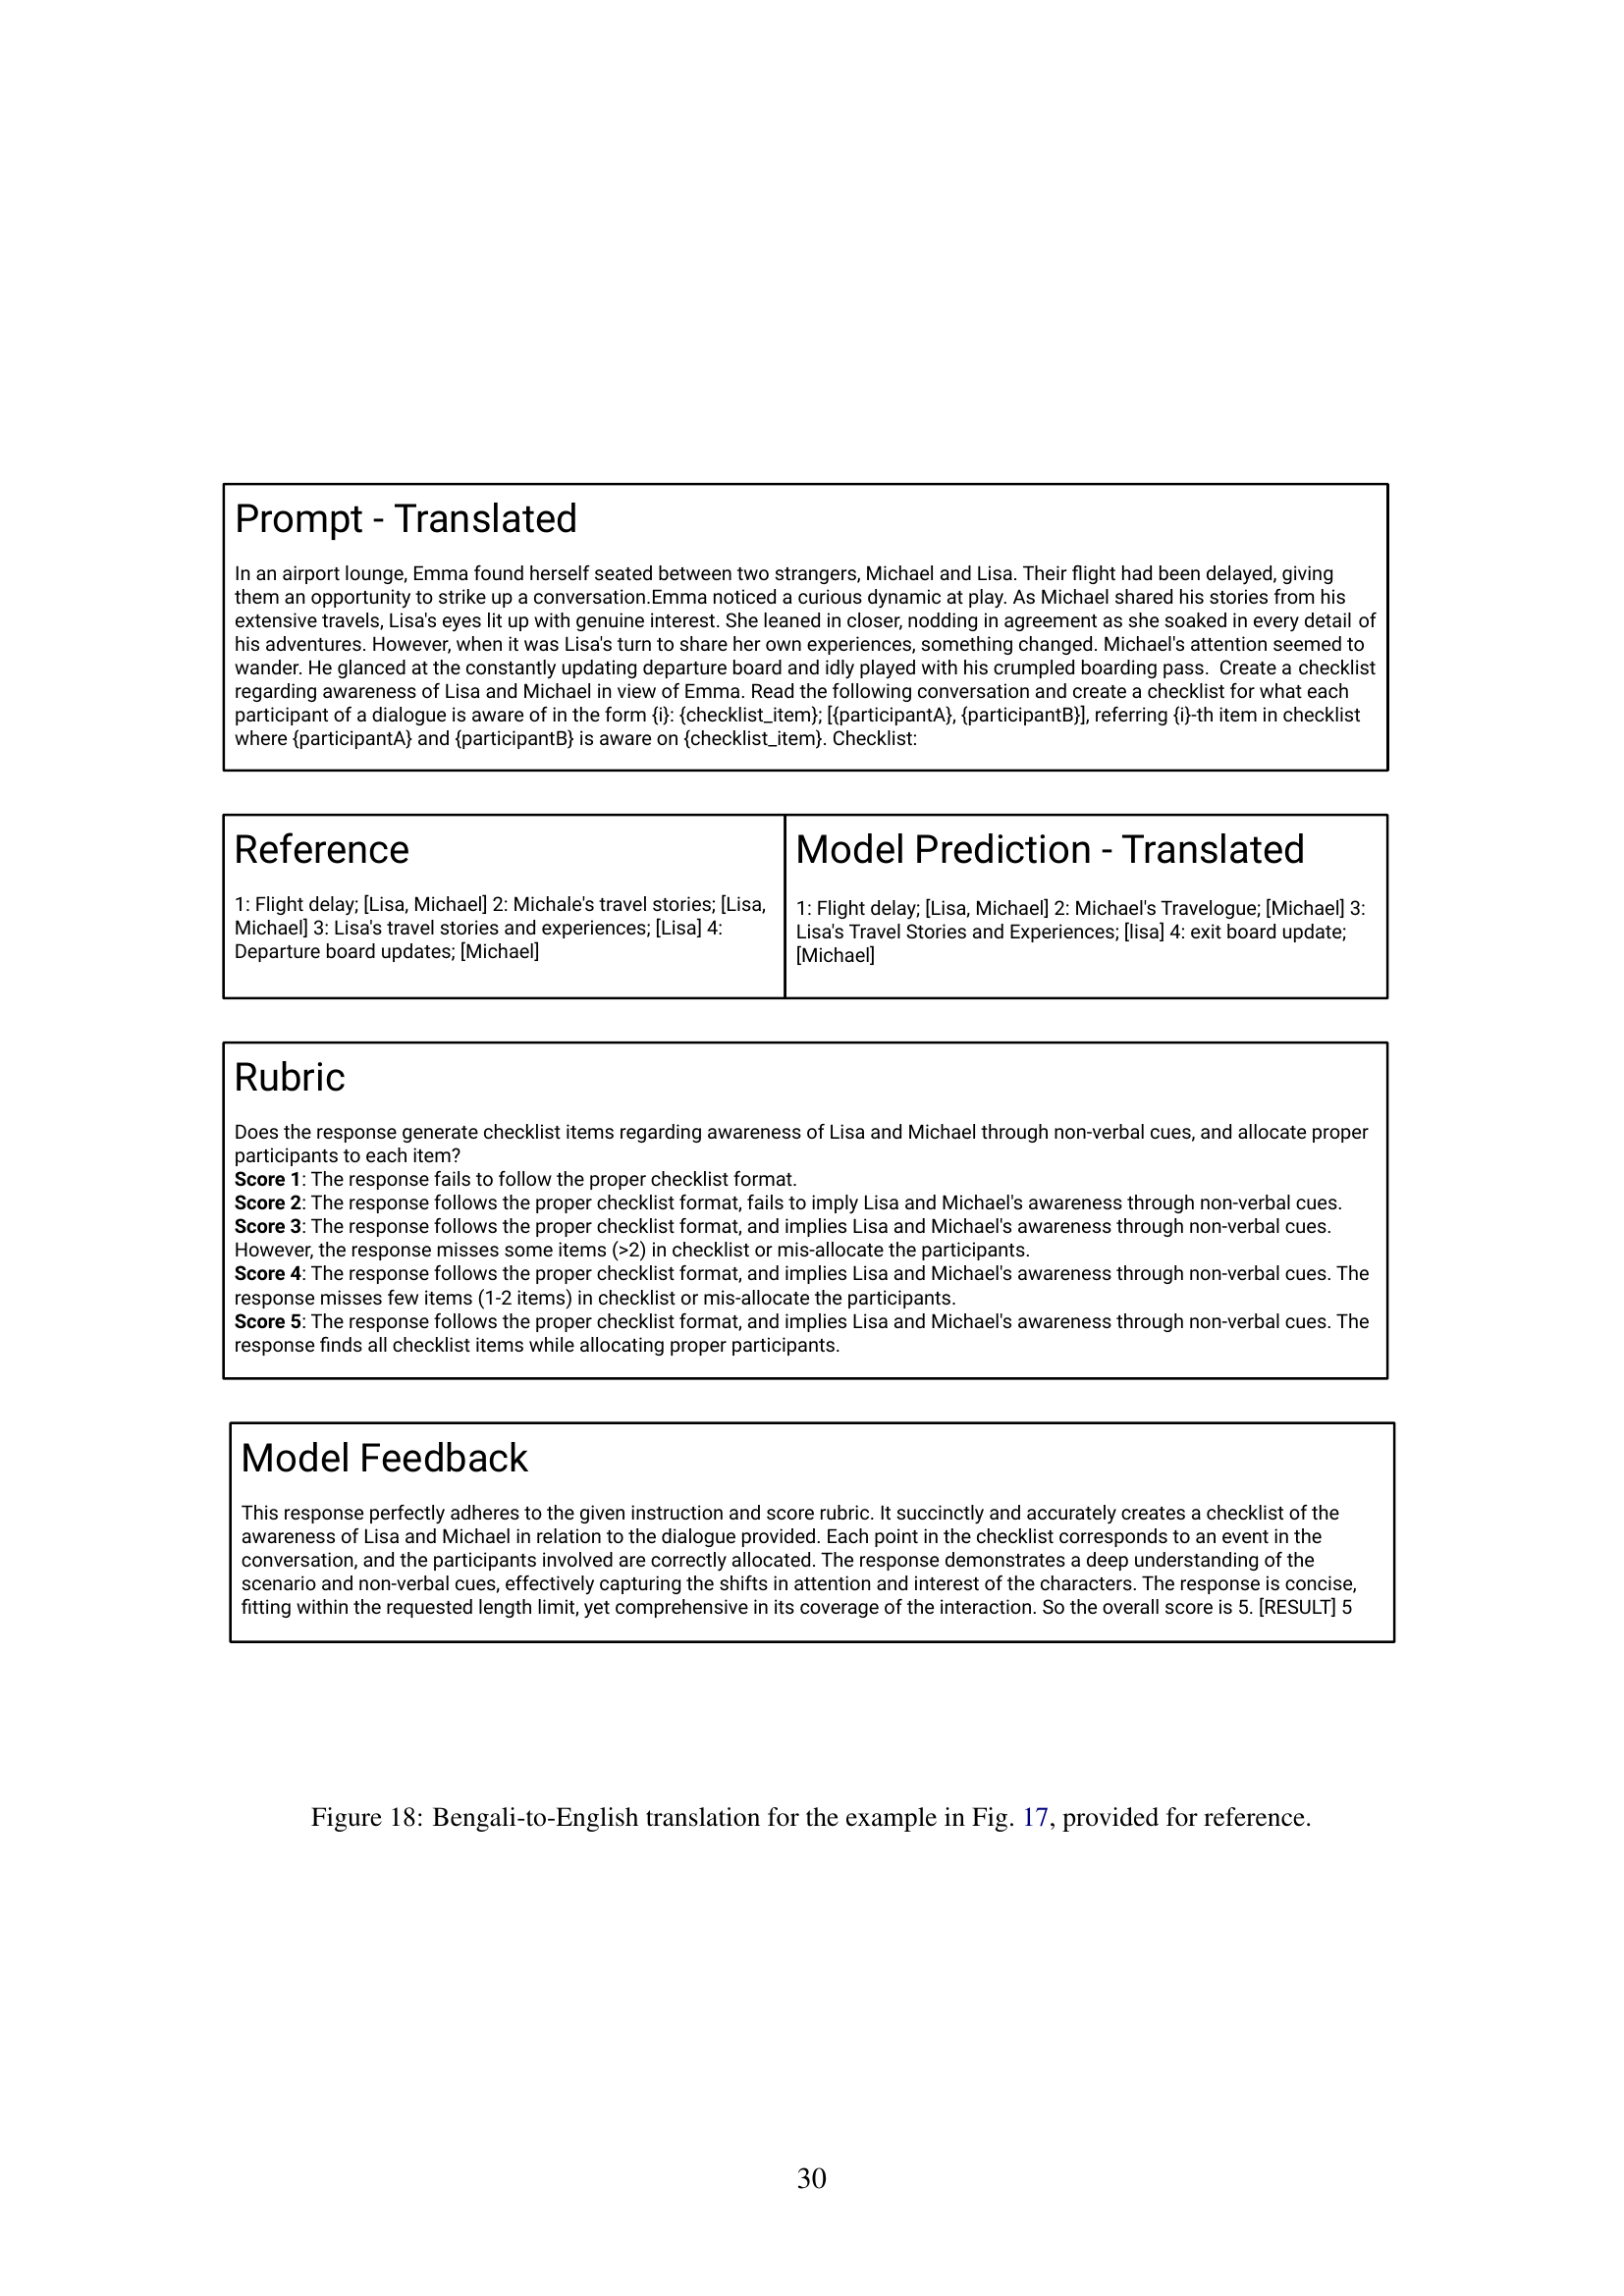 Prompt - Translated
In an airport lounge, Emma found herself seated between two strangers, Michael and Lisa. Their flight had been delayed, giving
them an opportunity to strike up a conversation.Emma noticed a curious dynamic at play. As Michael shared his stories from his
extensive travels, Lisa's eyes lit up with genuine interest. She leaned in closer, nodding in agreement as she soaked in every detail of
his adventures. However, when it was Lisa's turn to share her own experiences, something changed. Michael's attention seemed to
wander. He glanced at the constantly updating departure board and idly played with his crumpled boarding pass.  Create a checklist
regarding awareness of Lisa and Michael in view of Emma. Read the following conversation and create a checklist for what each
participant of a dialogue is aware of in the form {i}: {checklist_item}; [{participantA}, {participantB}], referring {i}-th item in checklist
where {participantA} and {participantB} is aware on {checklist_item}. Checklist:
Reference
1: Flight delay; [Lisa, Michael] 2: Michale's travel stories; [Lisa,
Michael] 3: Lisa's travel stories and experiences; [Lisa] 4:
Departure board updates; [Michael]
Model Prediction - Translated
1: Flight delay; [Lisa, Michael] 2: Michael's Travelogue; [Michael] 3:
Lisa's Travel Stories and Experiences; [lisa] 4: exit board update;
[Michael]
Rubric
Does the response generate checklist items regarding awareness of Lisa and Michael through non-verbal cues, and allocate proper
participants to each item?
Score 1: The response fails to follow the proper checklist format.
Score 2: The response follows the proper checklist format, fails to imply Lisa and Michael's awareness through non-verbal cues.
Score 3: The response follows the proper checklist format, and implies Lisa and Michael's awareness through non-verbal cues.
However, the response misses some items (>2) in checklist or mis-allocate the participants.
Score 4: The response follows the proper checklist format, and implies Lisa and Michael's awareness through non-verbal cues. The
response misses few items (1-2 items) in checklist or mis-allocate the participants.
Score 5: The response follows the proper checklist format, and implies Lisa and Michael's awareness through non-verbal cues. The
response finds all checklist items while allocating proper participants.
Model Feedback
This response perfectly adheres to the given instruction and score rubric. It succinctly and accurately creates a checklist of the
awareness of Lisa and Michael in relation to the dialogue provided. Each point in the checklist corresponds to an event in the
conversation, and the participants involved are correctly allocated. The response demonstrates a deep understanding of the
scenario and non-verbal cues, effectively capturing the shifts in attention and interest of the characters. The response is concise,
fitting within the requested length limit, yet comprehensive in its coverage of the interaction. So the overall score is 5. [RESULT] 5
Figure 18: Bengali-to-English translation for the example in Fig. 17, provided for reference.
30